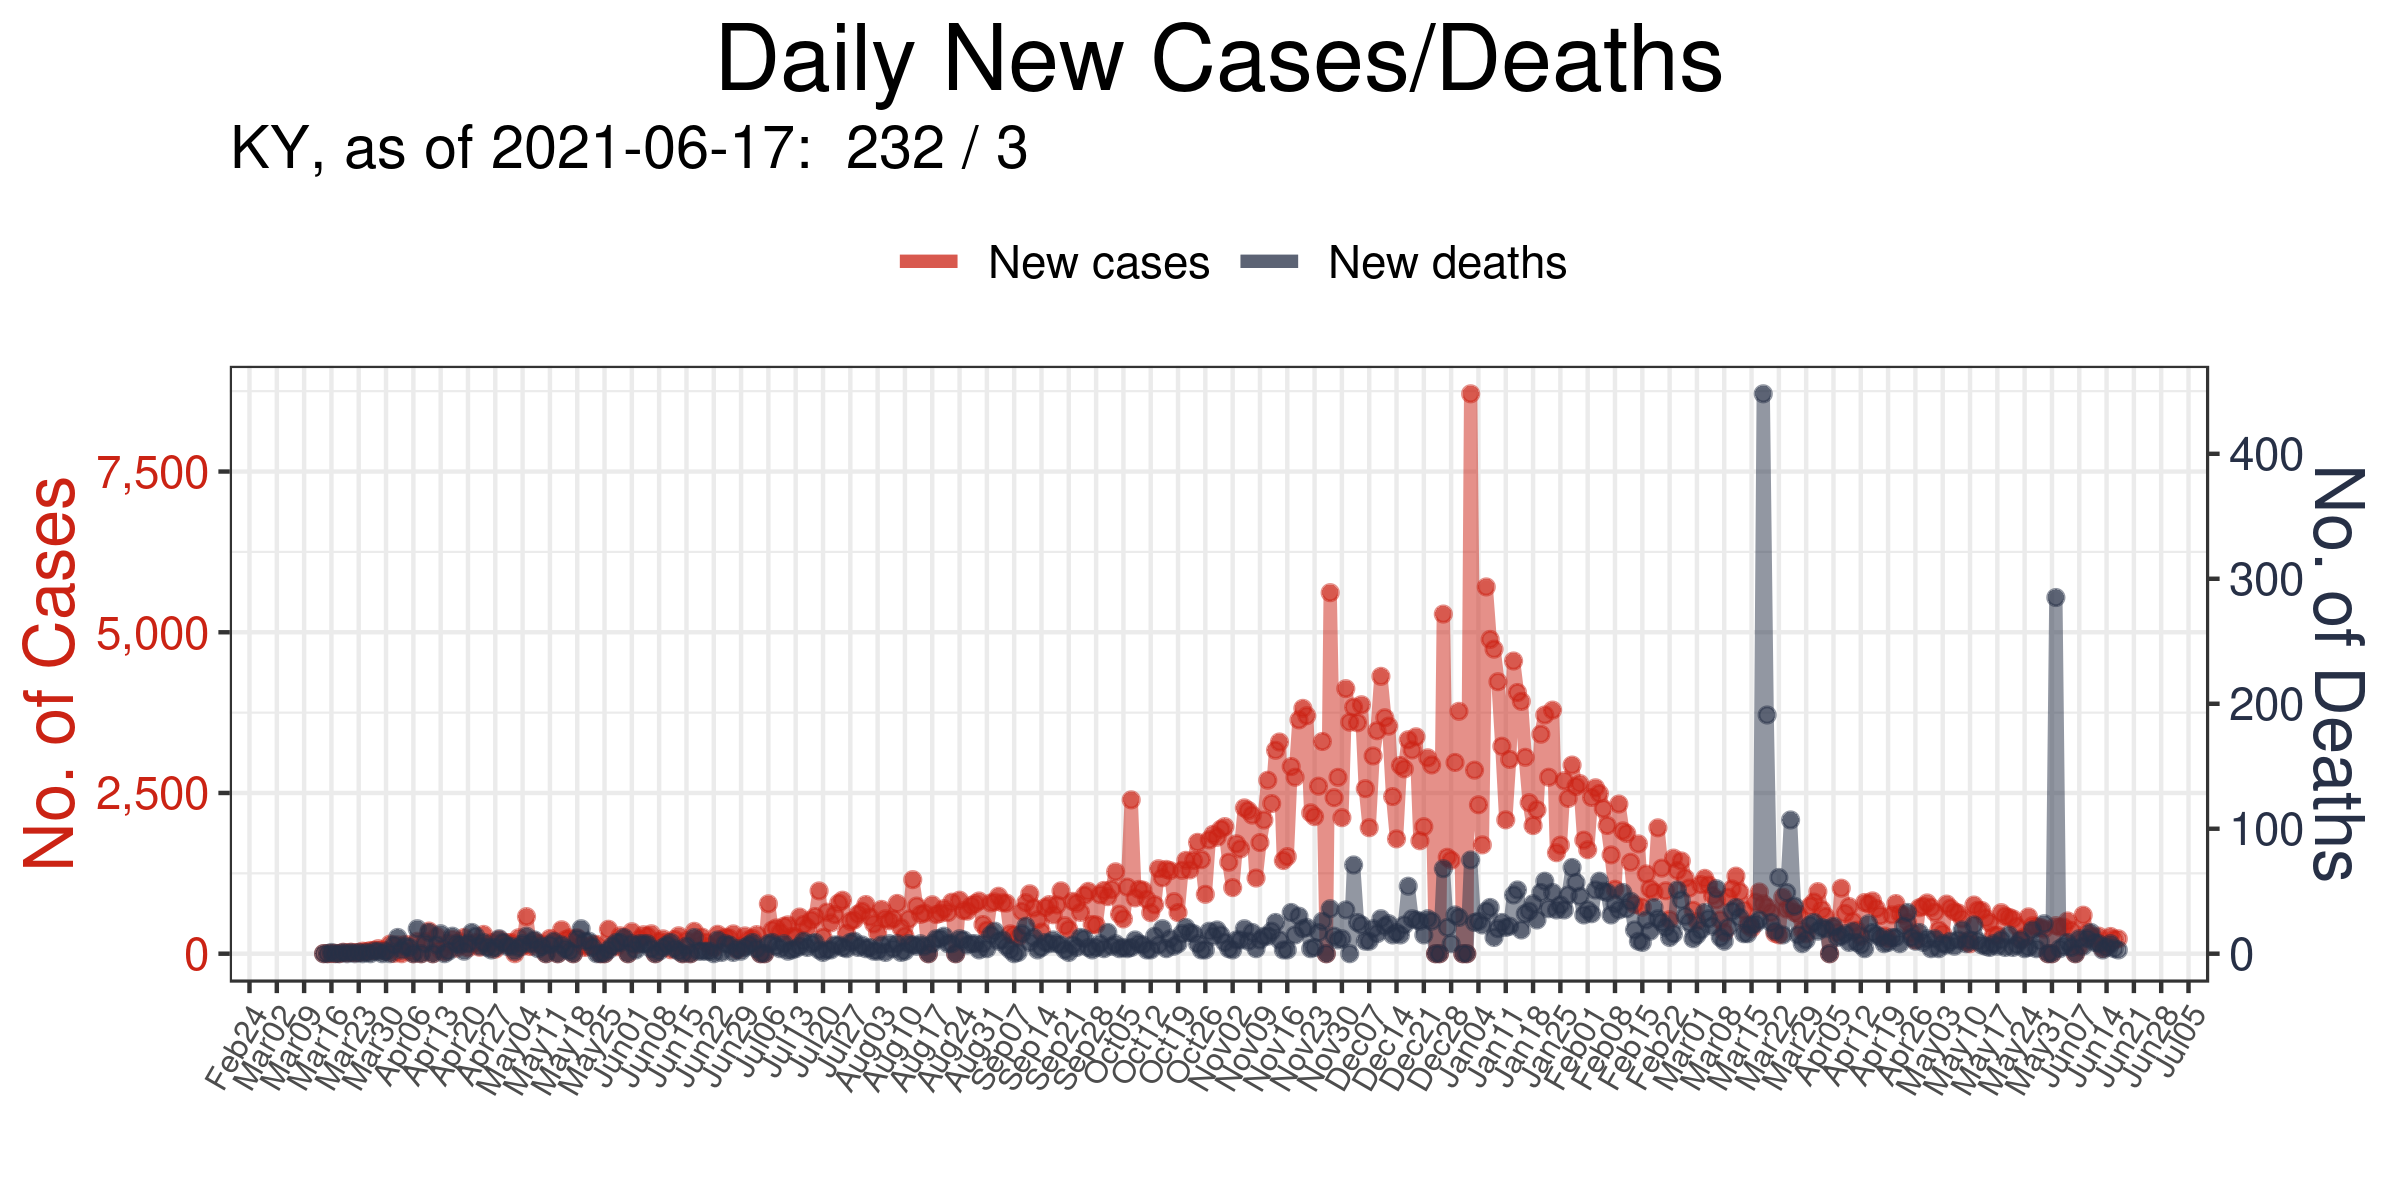 Daily New Cases/Deaths
KY, as of 2021-06-17:  232 / 3
New cases
New deaths
No. of Cases
7,500
5,000
2,500
0
400
300
200
100
0
No. of Deaths
Feb24
Mar02
Mar09
Mar16
Mar23
Mar30
Apr06
Apr13
Apr20
Apr27
May04
May11
May18
May25
Jun01
Jun08
Jun15
Jun22
Jun29
Jul06
Jul13
Jul20
Jul27
Aug03
Aug10
Aug17
Aug24
Aug31
Sep07
Sep14
Sep21
Sep28
Oct05
Oct12
Oct19
Oct26
Nov02
Nov09
Nov16
Nov23
Nov30
Dec07
Dec14
Dec21
Dec28
Jan04
Jan11
Jan18
Jan25
Feb01
Feb08
Feb15
Feb22
Mar01
Mar08
Mar15
Mar22
Mar29
Apr05
Apr12
Apr19
Apr26
May03
May10
May17
May24
May31
Jun07
Jun14
Jun21
Jun28
Jul05